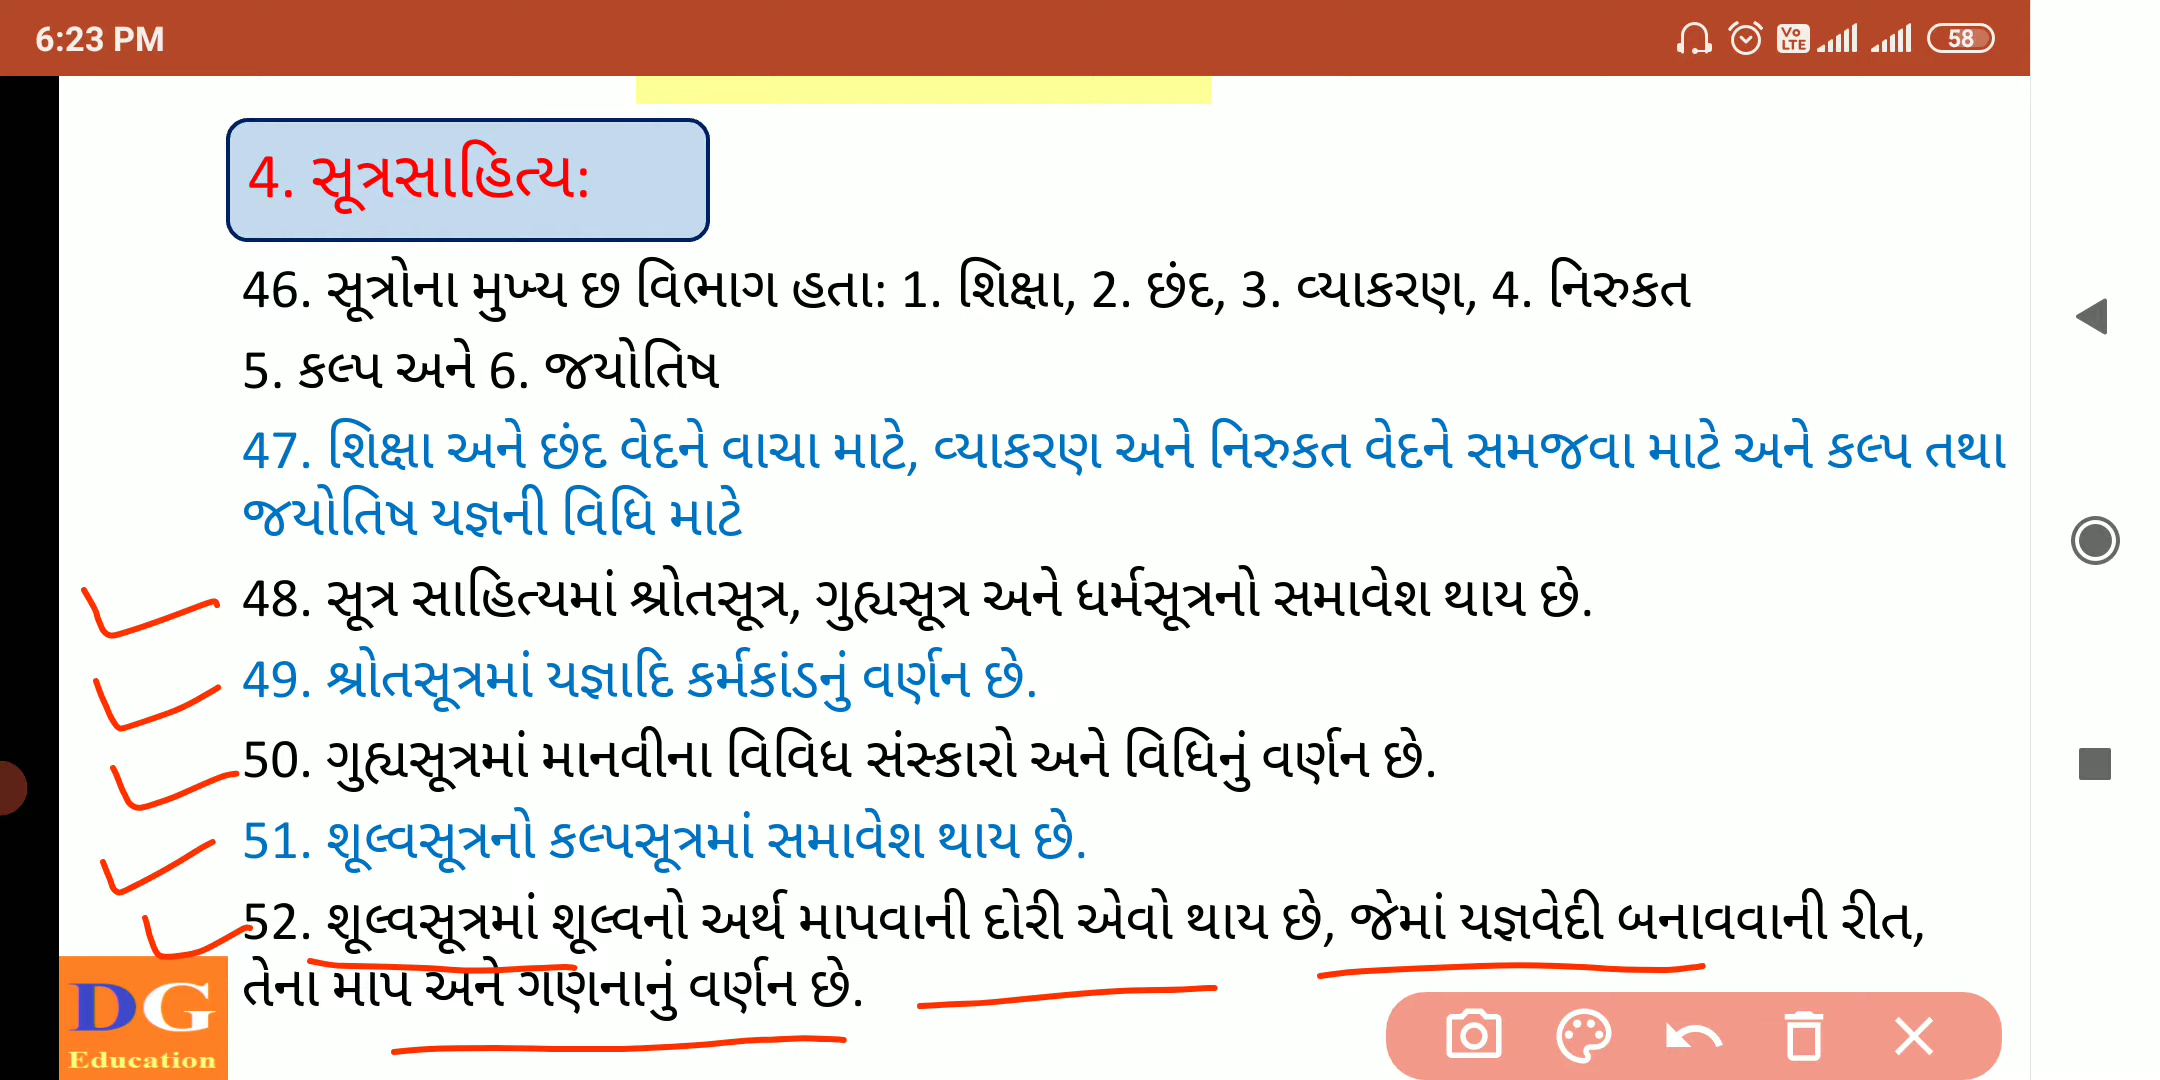 6:23 PM
Vo LTE
58
4. સૂત્રસાહિત્ય:
46. સૂત્રોના મુખ્ય છ વિભાગ હતા: 1. શિક્ષા, 2. છંદ, 3. વ્યાકરણ, 4. નિરુકત
5. કલ્પ અને 6. જયોતિષ
47. શિક્ષા અને છંદ વેદને વાચા માટે, વ્યાકરણ અને નિરુકત વેદને સમજવા માટે અને કલ્પ તથા
જયોતિષ યજ્ઞની વિધિ માટે
48. સૂત્ર સાહિત્યમાં શ્રોતસૂત્ર, ગુહ્યસૂત્ર અને ધર્મસૂત્રનો સમાવેશ થાય છે.
49. શ્રોતસૂત્રમાં યજ્ઞાદિ કર્મકાંડનું વર્ણન છે.
50. ગુહ્યસૂત્રમાં માનવીના વિવિધ સંસ્કારો અને વિધિનું વર્ણન છે.
51. શૂલ્વસૂત્રનો કલ્પસૂત્રમાં સમાવેશ થાય છે.
52. શૂલ્વસૂત્રમાં શૂલ્વનો અર્થ માપવાની દોરી એવો થાય છે, જેમાં યજ્ઞવેદી બનાવવાની રીત,
તેના માપ અને ગણનાનું વર્ણન છે.
DG
Education